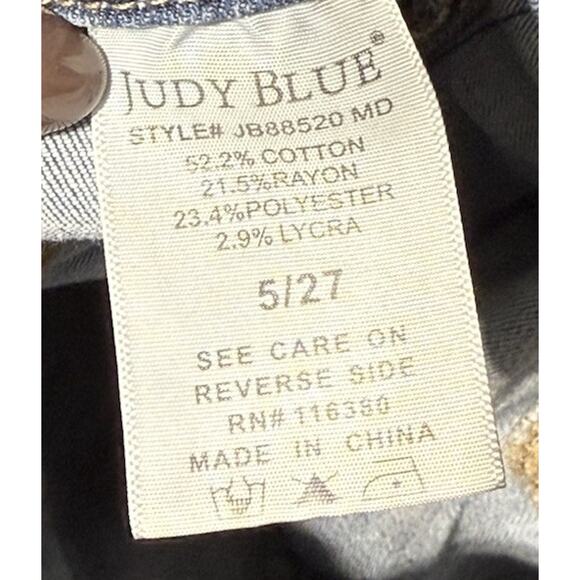 JUDY BLUE®
STYLE# JB88520 MD
52.2% COTTON
21.5%RAYON
23.4%POLYESTER
2.9% LYCRA
5/27
SEE CARE ON
REVERSE SIDE
RN# 116380
MADE IN CHINA